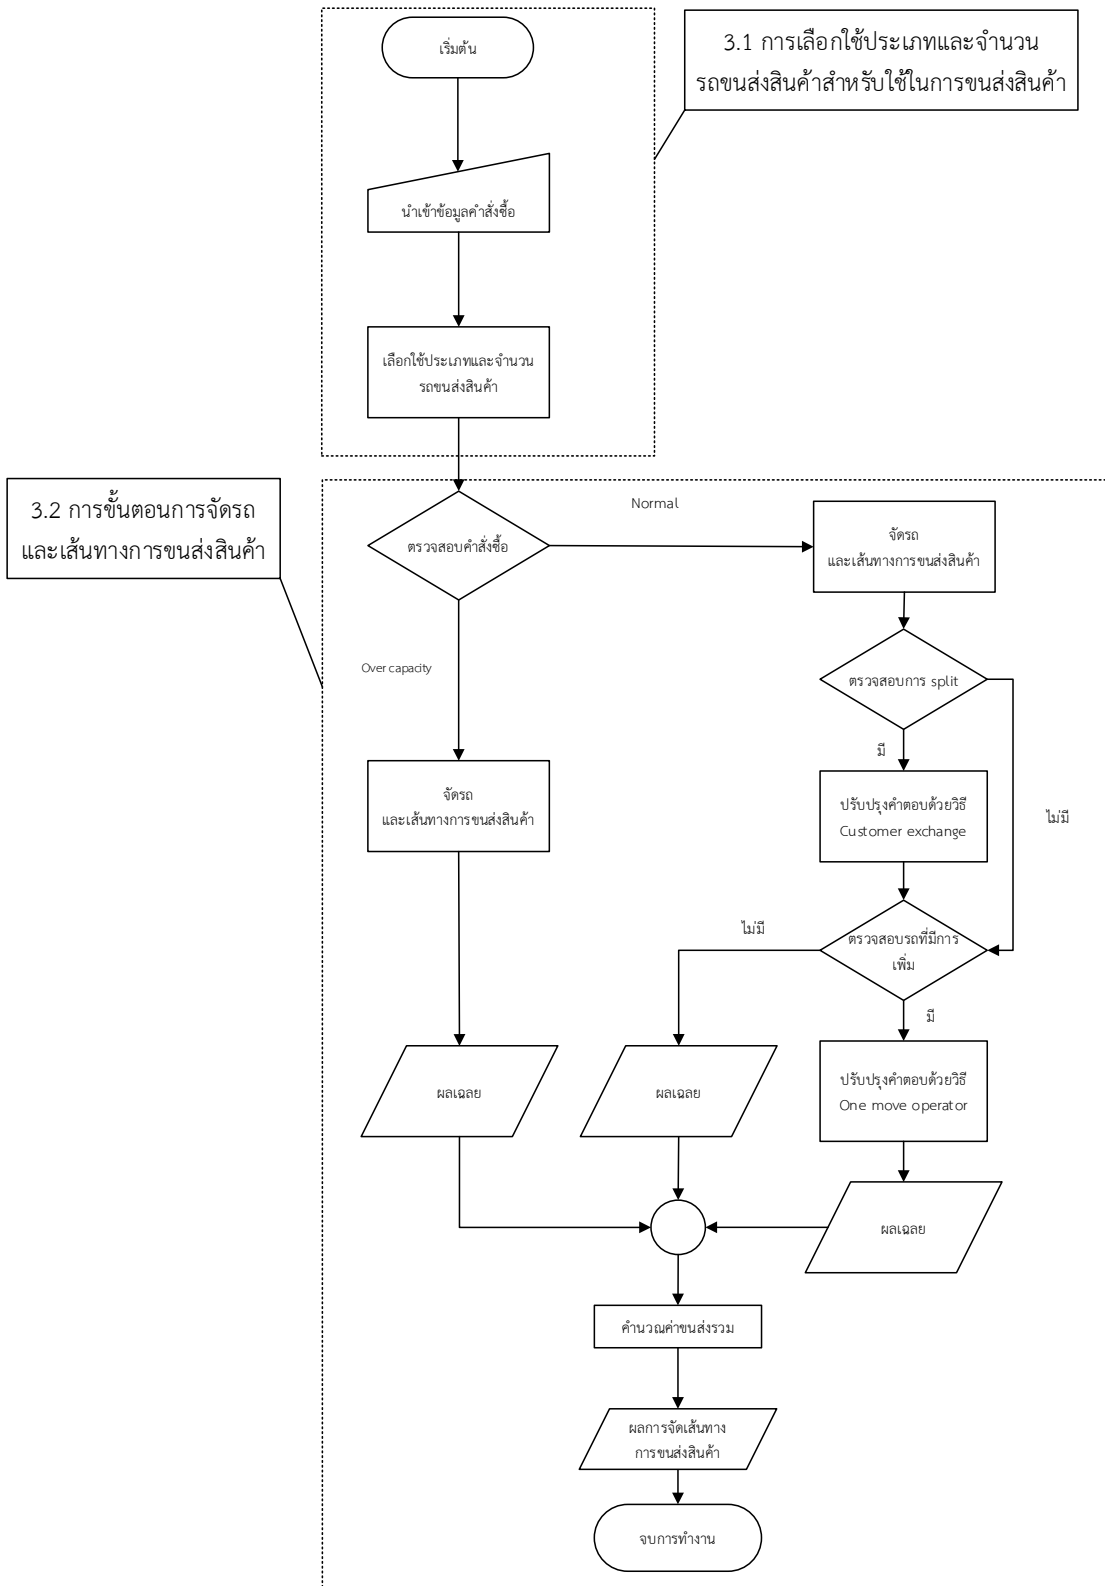 เริ่มต้น
3.1 การเลือกใช้ประเภทและจำนวน
รถขนส่งสินค้าสำหรับใช้ในการขนส่งสินค้า
นำเข้าข้อมูลคำสั่งซื้อ
เลือกใช้ประเภทและจำนวน
รถขนส่งสินค้า
3.2 การขั้นตอนการจัดรถ
และเส้นทางการขนส่งสินค้า
Normal
ตรวจสอบคำสั่งซื้อ
จัดรถ
และเส้นทางการขนส่งสินค้า
Over capacity
ตรวจสอบการ split
มี
จัดรถ
และเส้นทางการขนส่งสินค้า
ปรับปรุงคำตอบด้วยวิธี
Customer exchange
ไม่มี
ไม่มี
ตรวจสอบรถที่มีการ
เพิ่ม
มี
ผลเฉลย
ผลเฉลย
ปรับปรุงคำตอบด้วยวิธี
One move operator
ผลเฉลย
คำนวณค่าขนส่งรวม
ผลการจัดเส้นทาง
การขนส่งสินค้า
จบการทำงาน